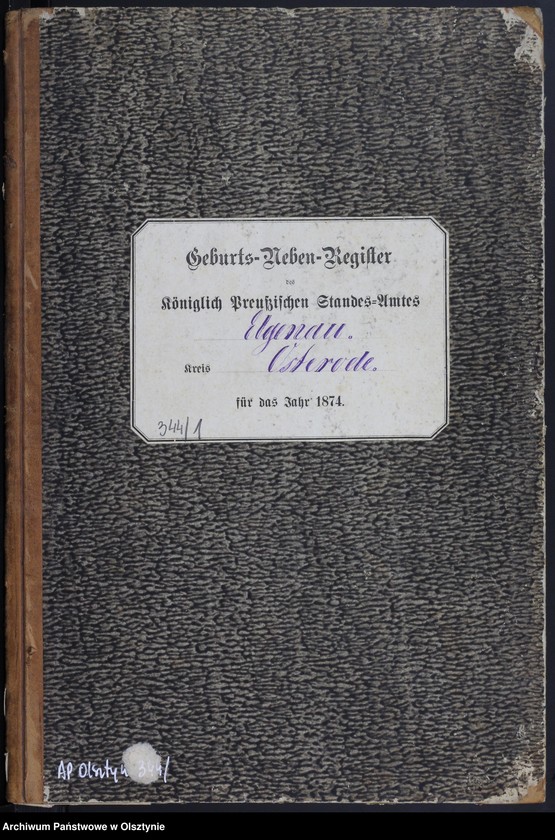 Geburts-Neben-Register
des
Königlich Preußischen Standes-Amtes
Elgenau.
Kreis Osterode.
für das Jahr 1874.
344/1
AP Olsztyn 344/
Archiwum Państwowe w Olsztynie